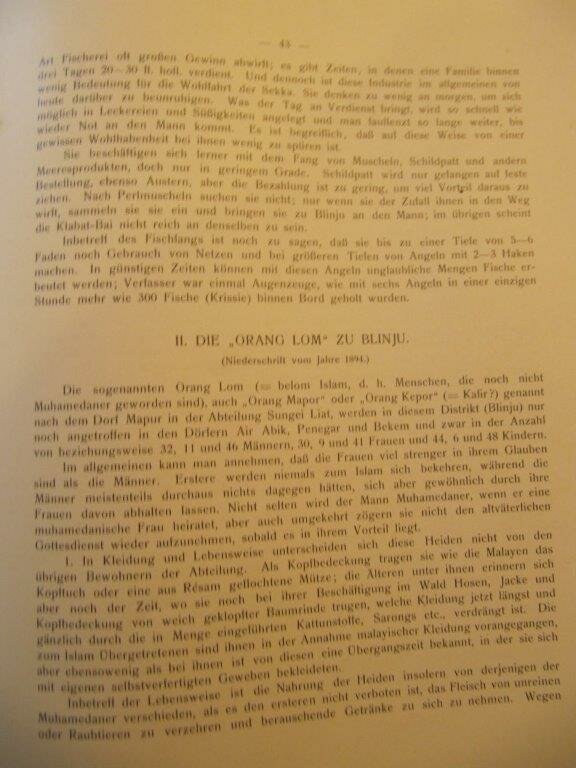 — 43 —
Art Fischerei oft großen Gewinn abwirft; es gibt Zeiten, in denen eine Familie binnen
drei Tagen 20—30 fl. holl. verdient. Und dennoch ist diese Industrie im allgemeinen von
wenig Bedeutung für die Wohlfahrt der Sekka. Sie denken zu wenig an morgen, um sich
heute darüber zu beunruhigen. Was der Tag an Verdienst bringt, wird so schnell wie
möglich in Leckereien und Süßigkeiten angelegt und man faullenzt so lange weiter, bis
wieder Not an den Mann kommt. Es ist begreiflich, daß auf diese Weise von einer
gewissen Wohlhabenheit bei ihnen wenig zu spüren ist.
Sie beschäftigen sich ferner mit dem Fang von Muscheln, Schildpatt und andern
Meeresprodukten, doch nur in geringem Grade. Schildpatt wird nur gelangen auf feste
Bestellung, ebenso Austern, aber die Bezahlung ist zu gering, um viel Vorteil daraus zu
ziehen. Nach Perlmuscheln suchen sie nicht; nur wenn sie der Zufall ihnen in den Weg
wirft, sammeln sie sie ein und bringen sie zu Blinjo an den Mann; im übrigen scheint
die Klabat-Bai nicht reich an denselben zu sein.
Inbetreff des Fischfangs ist noch zu sagen, daß sie bis zu einer Tiefe von 5—6
Faden noch Gebrauch von Netzen und bei größeren Tiefen von Angeln mit 2—3 Haken
machen. In günstigen Zeiten können mit diesen Angeln unglaubliche Mengen Fische er-
beutet werden; Verfasser war einmal Augenzeuge, wie mit sechs Angeln in einer einzigen
Stunde mehr wie 300 Fische (Krissie) binnen Bord geholt wurden.
II. DIE „ORANG LOM“ ZU BLINJU.
(Niederschrift vom Jahre 1894.)
Die sogenannten Orang Lom (= belom Islam, d. h. Menschen, die noch nicht
Muhamedaner geworden sind), auch „Orang Mapor“ oder „Orang Kepor“ (= Kafir?) genannt
nach dem Dorf Mapur in der Abteilung Sungei Liat, werden in diesem Distrikt (Blinju) nur
noch angetroffen in den Dörfern Air Abik, Penegar und Bekem und zwar in der Anzahl
von beziehungsweise 32, 11 und 46 Männern, 30, 9 und 41 Frauen und 44, 6 und 48 Kindern.
Im allgemeinen kann man annehmen, daß die Frauen viel strenger in ihrem Glauben
sind als die Männer. Erstere werden niemals zum Islam sich bekehren, während die
Männer meistenteils durchaus nichts dagegen hätten, sich aber gewöhnlich durch ihre
Frauen davon abhalten lassen. Nicht selten wird der Mann Muhamedaner, wenn er eine
muhamedanische Frau heiratet, aber auch umgekehrt zögern sie nicht den altväterlichen
Gottesdienst wieder aufzunehmen, sobald es in ihrem Vorteil liegt.
1. In Kleidung und Lebensweise unterscheiden sich diese Heiden nicht von den
übrigen Bewohnern der Abteilung. Als Kopfbedeckung tragen sie wie die Malayen das
Kopftuch oder eine aus Rësam geflochtene Mütze; die Älteren unter ihnen erinnern sich
aber noch der Zeit, wo sie noch bei ihrer Beschäftigung im Wald Hosen, Jacke und
Kopfbedeckung von weich geklopfter Baumrinde trugen, welche Kleidung jetzt längst und
gänzlich durch die in Menge eingeführten Kattunstoffe, Sarongs etc., verdrängt ist. Die
zum Islam Übergetretenen sind ihnen in der Annahme malayischer Kleidung vorangegangen,
aber ebensowenig als bei ihnen ist von diesen eine Übergangszeit bekannt, in der sie sich
mit eigenen selbstverfertigten Geweben bekleideten.
Inbetreff der Lebensweise ist die Nahrung der Heiden insofern von derjenigen der
Muhamedaner verschieden, als es den ersteren nicht verboten ist, das Fleisch von unreinen
oder Raubtieren zu verzehren und berauschende Getränke zu sich zu nehmen. Wegen